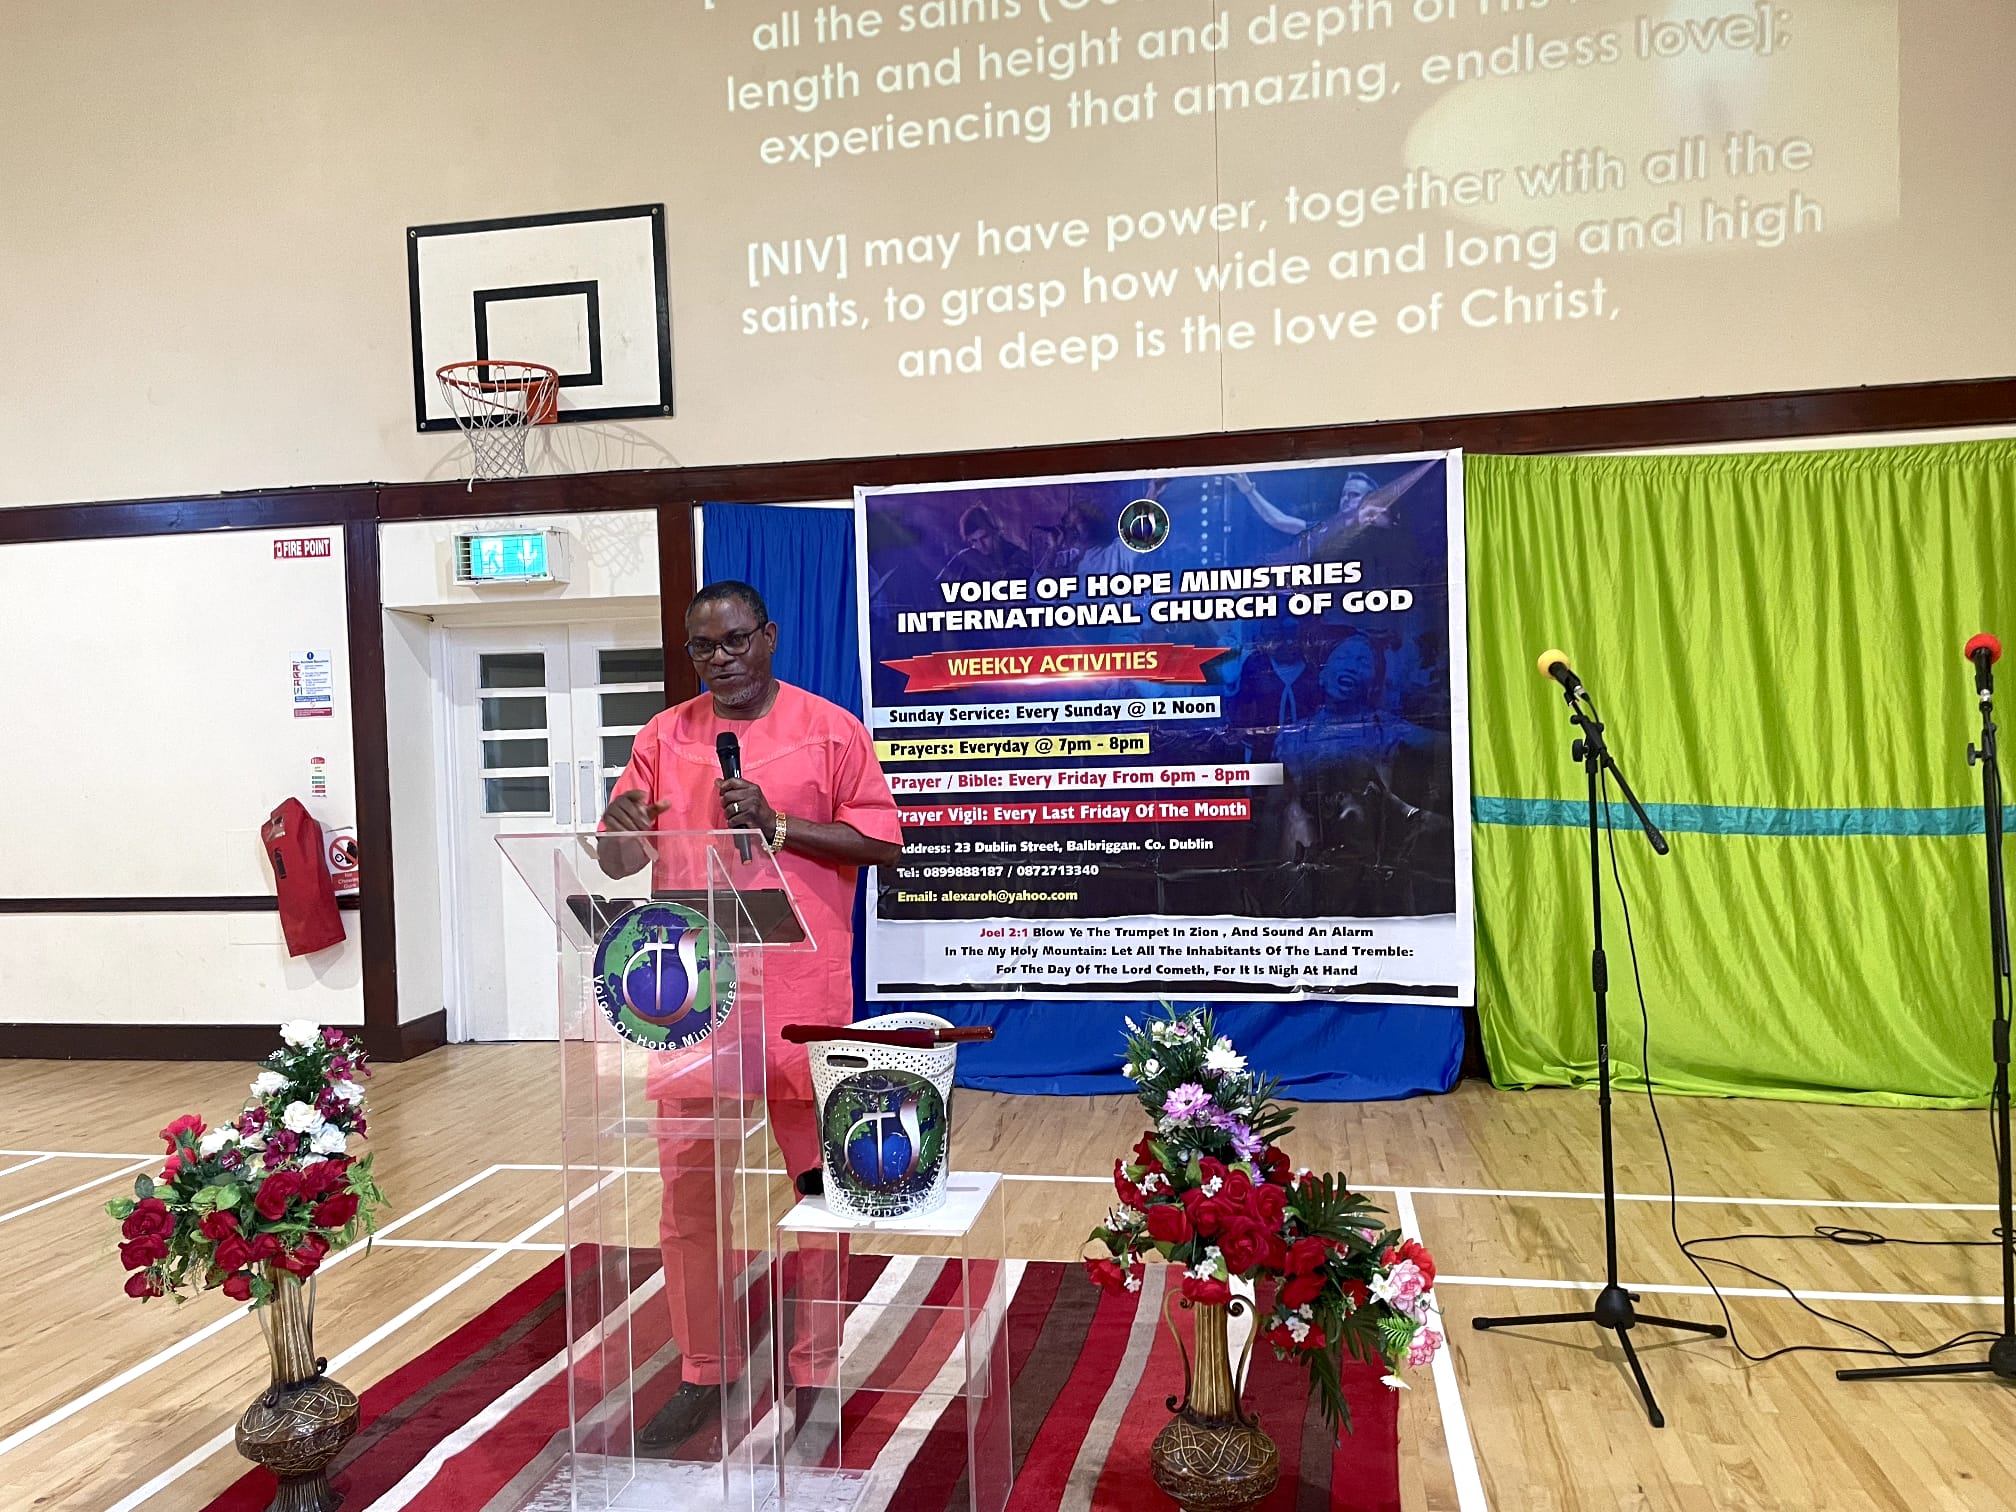 all the saints
length and height and depth of
experiencing that amazing, endless love];
[NIV] may have power, together with all the
saints, to grasp how wide and long and high
and deep is the love of Christ,
FIRE POINT
VOICE OF HOPE MINISTRIES
INTERNATIONAL CHURCH OF GOD
WEEKLY ACTIVITIES
Sunday Service: Every Sunday @ 12 Noon
Prayers: Everyday @ 7pm - 8pm
Prayer / Bible: Every Friday From 6pm - 8pm
Prayer Vigil: Every Last Friday Of The Month
Address: 23 Dublin Street, Balbriggan. Co. Dublin
Tel: 0899888187 / 0872713340
Email: alexaroh@yahoo.com
Joel 2:1 Blow Ye The Trumpet In Zion , And Sound An Alarm
In The My Holy Mountain: Let All The Inhabitants Of The Land Tremble:
For The Day Of The Lord Cometh, For It Is Nigh At Hand
Voice Of Hope Ministries